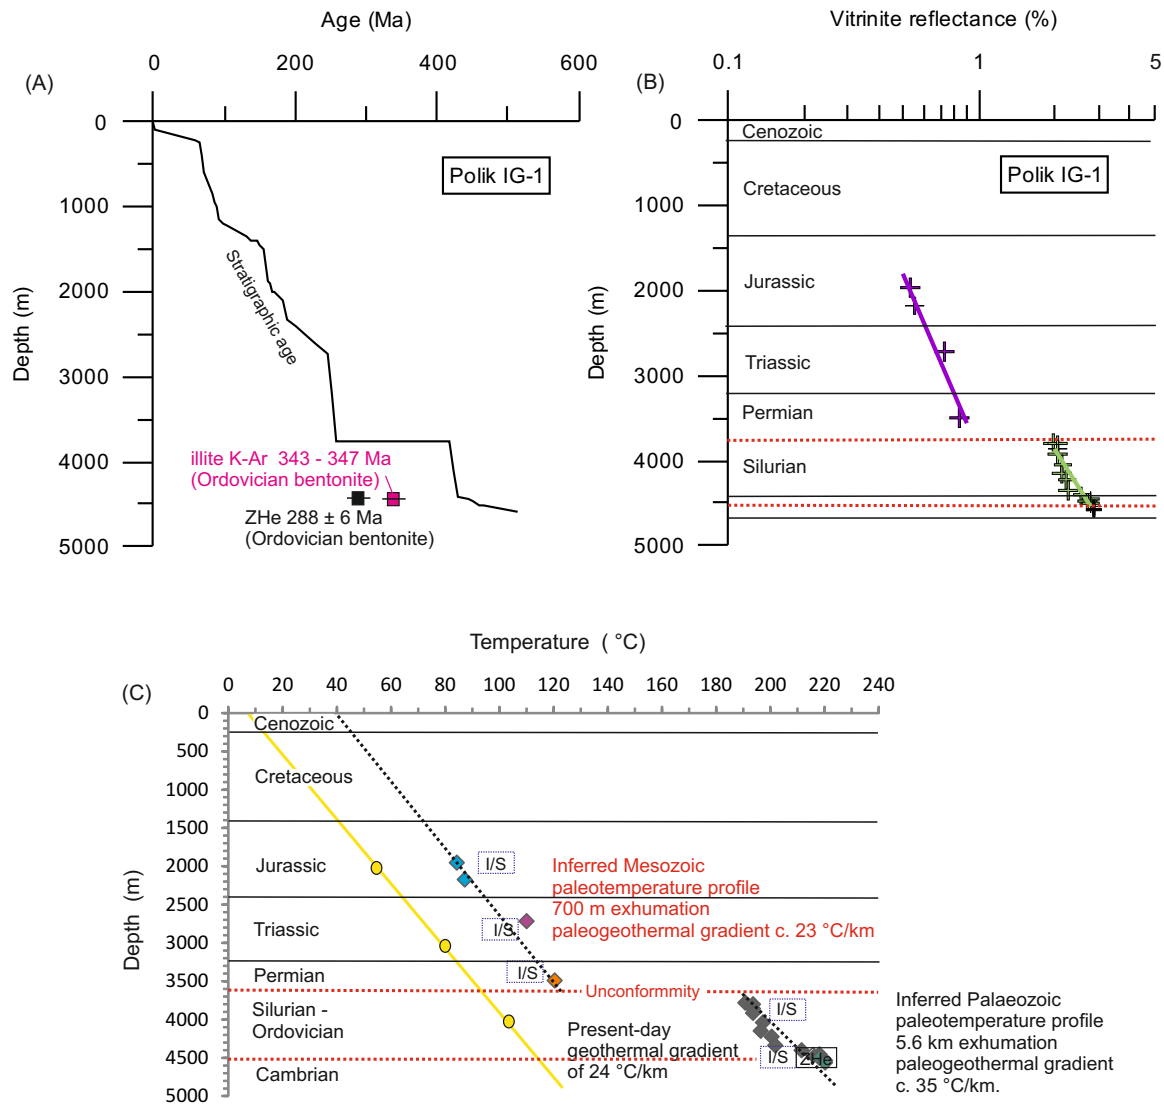 Age (Ma)
(A)
0
200
400
600
0
1000
2000
3000
4000
5000
Depth (m)
Polik IG-1
Stratigraphic age
illite K-Ar 343 - 347 Ma
(Ordovician bentonite)
ZHe 288 ± 6 Ma
(Ordovician bentonite)
Vitrinite reflectance (%)
(B)
0.1
1
5
0
1000
2000
3000
4000
5000
Depth (m)
Cenozoic
Polik IG-1
Cretaceous
Jurassic
Triassic
Permian
Silurian
Temperature ( °C)
(C)
0
20
40
60
80
100
120
140
160
180
200
220
240
0
500
1000
1500
2000
2500
3000
3500
4000
4500
5000
Depth (m)
Cenozoic
Cretaceous
Jurassic
Triassic
Permian
Silurian -
Ordovician
Cambrian
I/S
I/S
I/S
Inferred Mesozoic
paleotemperature profile
700 m exhumation
paleogeothermal gradient c. 23 °C/km
Unconformmity
I/S
I/S
ZHe
Present-day
geothermal gradient
of 24 °C/km
Inferred Palaeozoic
paleotemperature profile
5.6 km exhumation
paleogeothermal gradient
c. 35 °C/km.